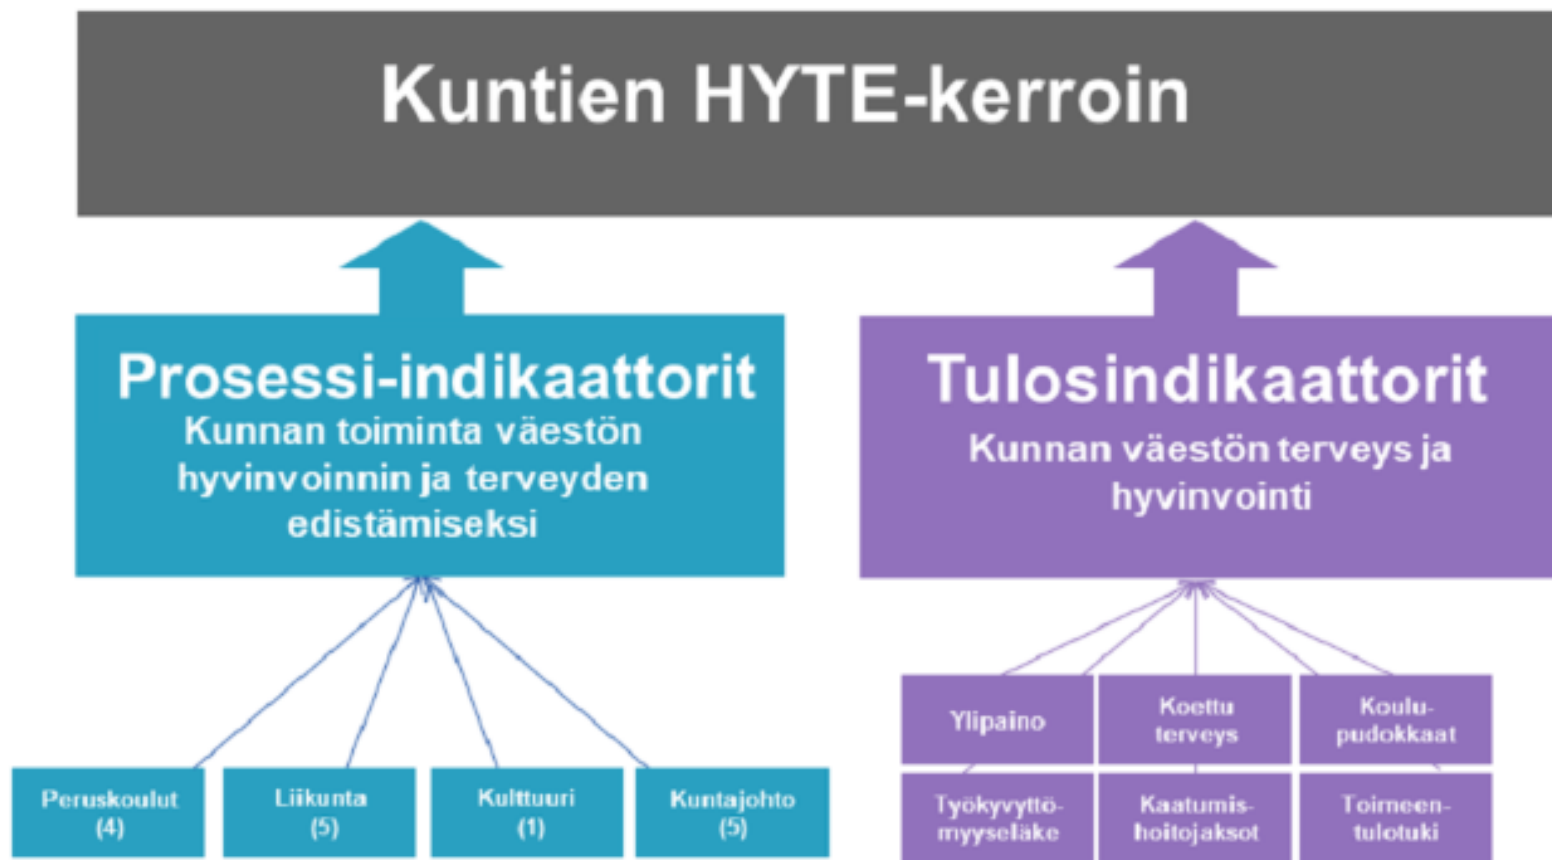 Kuntien HYTE-kerroin
Prosessi-indikaattorit
Kunnan toiminta väestön
hyvinvoinnin ja terveyden
edistämiseksi
Tulosindikaattorit
Kunnan väestön terveys ja
hyvinvointi
Peruskoulut
(4)
Liikunta
(5)
Kulttuuri
(1)
Kuntajohto
(5)
Ylipaino
Koettu
terveys
Koulu-
pudokkaat
Työkyvyttö-
myyseläke
Kaatumis-
hoitojaksot
Toimeen-
tulotuki